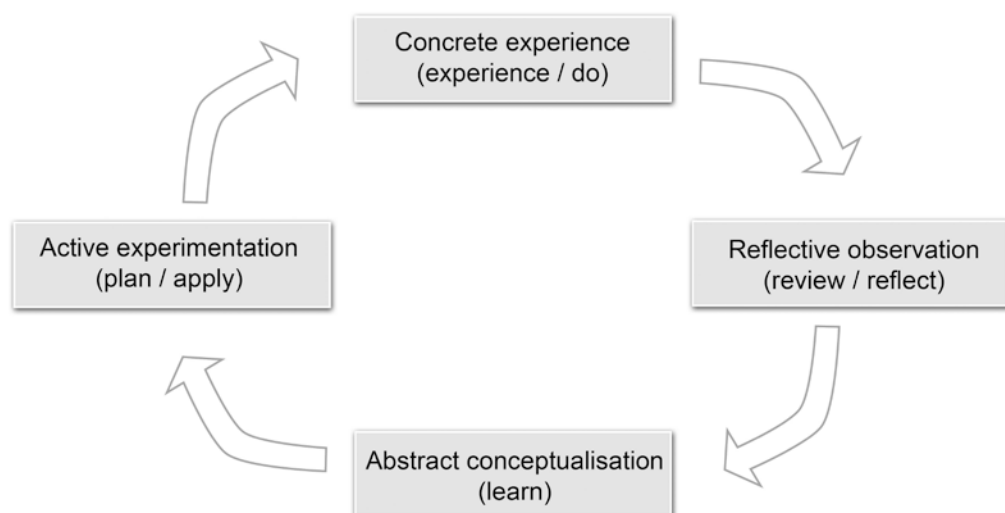 Concrete experience
(experience / do)
Reflective observation
(review / reflect)
Abstract conceptualisation
(learn)
Active experimentation
(plan / apply)